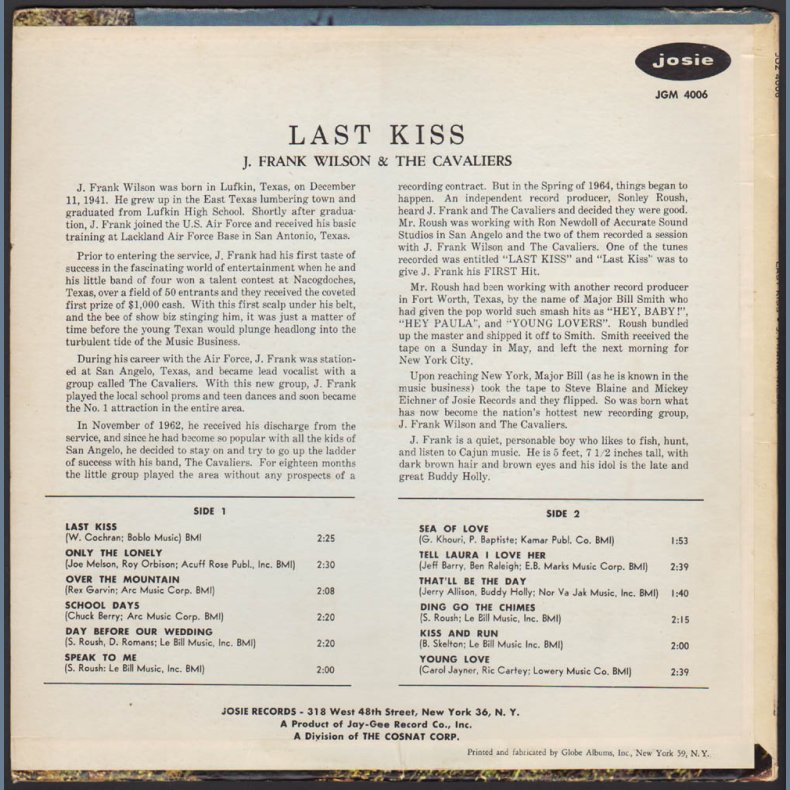 josie
JGM 4006
LAST KISS
J. FRANK WILSON & THE CAVALIERS
J. Frank Wilson was born in Lufkin, Texas, on December
11, 1941. He grew up in the East Texas lumbering town and
graduated from Lufkin High School. Shortly after gradua-
tion, J. Frank joined the U.S. Air Force and received his basic
training at Lackland Air Force Base in San Antonio, Texas.
Prior to entering the service, J. Frank had his first taste of
success in the fascinating world of entertainment when he and
his little band of four won a talent contest at Nacogdoches,
Texas, over a field of 50 entrants and they received the coveted
first prize of $1,000 cash. With this first scalp under his belt,
and the bee of show biz stinging him, it was just a matter of
time before the young Texan would plunge headlong into the
turbulent tide of the Music Business.
During his career with the Air Force, J. Frank was station-
ed at San Angelo, Texas, and became lead vocalist with a
group called The Cavaliers. With this new group, J. Frank
played the local school proms and teen dances and soon became
the No. 1 attraction in the entire area.
In November of 1962, he received his discharge from the
service, and since he had become so popular with all the kids of
San Angelo, he decided to stay on and try to go up the ladder
of success with his band, The Cavaliers. For eighteen months
the little group played the area without any prospects of a
recording contract. But in the Spring of 1964, things began to
happen. An independent record producer, Sonley Roush,
heard J. Frank and The Cavaliers and decided they were good.
Mr. Roush was working with Ron Newdoll of Accurate Sound
Studios in San Angelo and the two of them recorded a session
with J. Frank Wilson and The Cavaliers. One of the tunes
recorded was entitled "LAST KISS" and "Last Kiss" was to
give J. Frank his FIRST Hit.
Mr. Roush had been working with another record producer
in Fort Worth, Texas, by the name of Major Bill Smith who
had given the pop world such smash hits as "HEY, BABY!",
"HEY PAULA", and "YOUNG LOVERS". Roush bundled
up the master and shipped it off to Smith. Smith received the
tape on a Sunday in May, and left the next morning for
New York City.
Upon reaching New York, Major Bill (as he is known in the
music business) took the tape to Steve Blaine and Mickey
Eichner of Josie Records and they flipped. So was born what
has now become the nation's hottest new recording group,
J. Frank Wilson and The Cavaliers.
J. Frank is a quiet, personable boy who likes to fish, hunt,
and listen to Cajun music. He is 5 feet, 7 1/2 inches tall, with
dark brown hair and brown eyes and his idol is the late and
great Buddy Holly.
SIDE 1
LAST KISS
(W. Cochran; Boblo Music) BMI 2:25
ONLY THE LONELY
(Joe Melson, Roy Orbison; Acuff Rose Publ., Inc. BMI) 2:30
OVER THE MOUNTAIN
(Rex Garvin; Arc Music Corp. BMI) 2:08
SCHOOL DAYS
(Chuck Berry; Arc Music Corp. BMI) 2:20
DAY BEFORE OUR WEDDING
(S. Roush, D. Romans; Le Bill Music, Inc. BMI) 2:20
SPEAK TO ME
(S. Roush: Le Bill Music, Inc. BMI) 2:00
SIDE 2
SEA OF LOVE
(G. Khouri, P. Baptiste; Kamar Publ. Co. BMI) 1:53
TELL LAURA I LOVE HER
(Jeff Barry, Ben Raleigh; E.B. Marks Music Corp. BMI) 2:39
THAT'LL BE THE DAY
(Jerry Allison, Buddy Holly; Nor Va Jak Music, Inc. BMI) 1:40
DING GO THE CHIMES
(S. Roush; Le Bill Music, Inc. BMI) 2:15
KISS AND RUN
(B. Skelton; Le Bill Music Inc. BMI) 2:00
YOUNG LOVE
(Carol Jayner, Ric Cartey; Lowery Music Co. BMI) 2:39
JOSIE RECORDS - 318 West 48th Street, New York 36, N. Y.
A Product of Jay-Gee Record Co., Inc.
A Division of THE COSNAT CORP.
Printed and fabricated by Globe Albums, Inc., New York 59, N. Y.